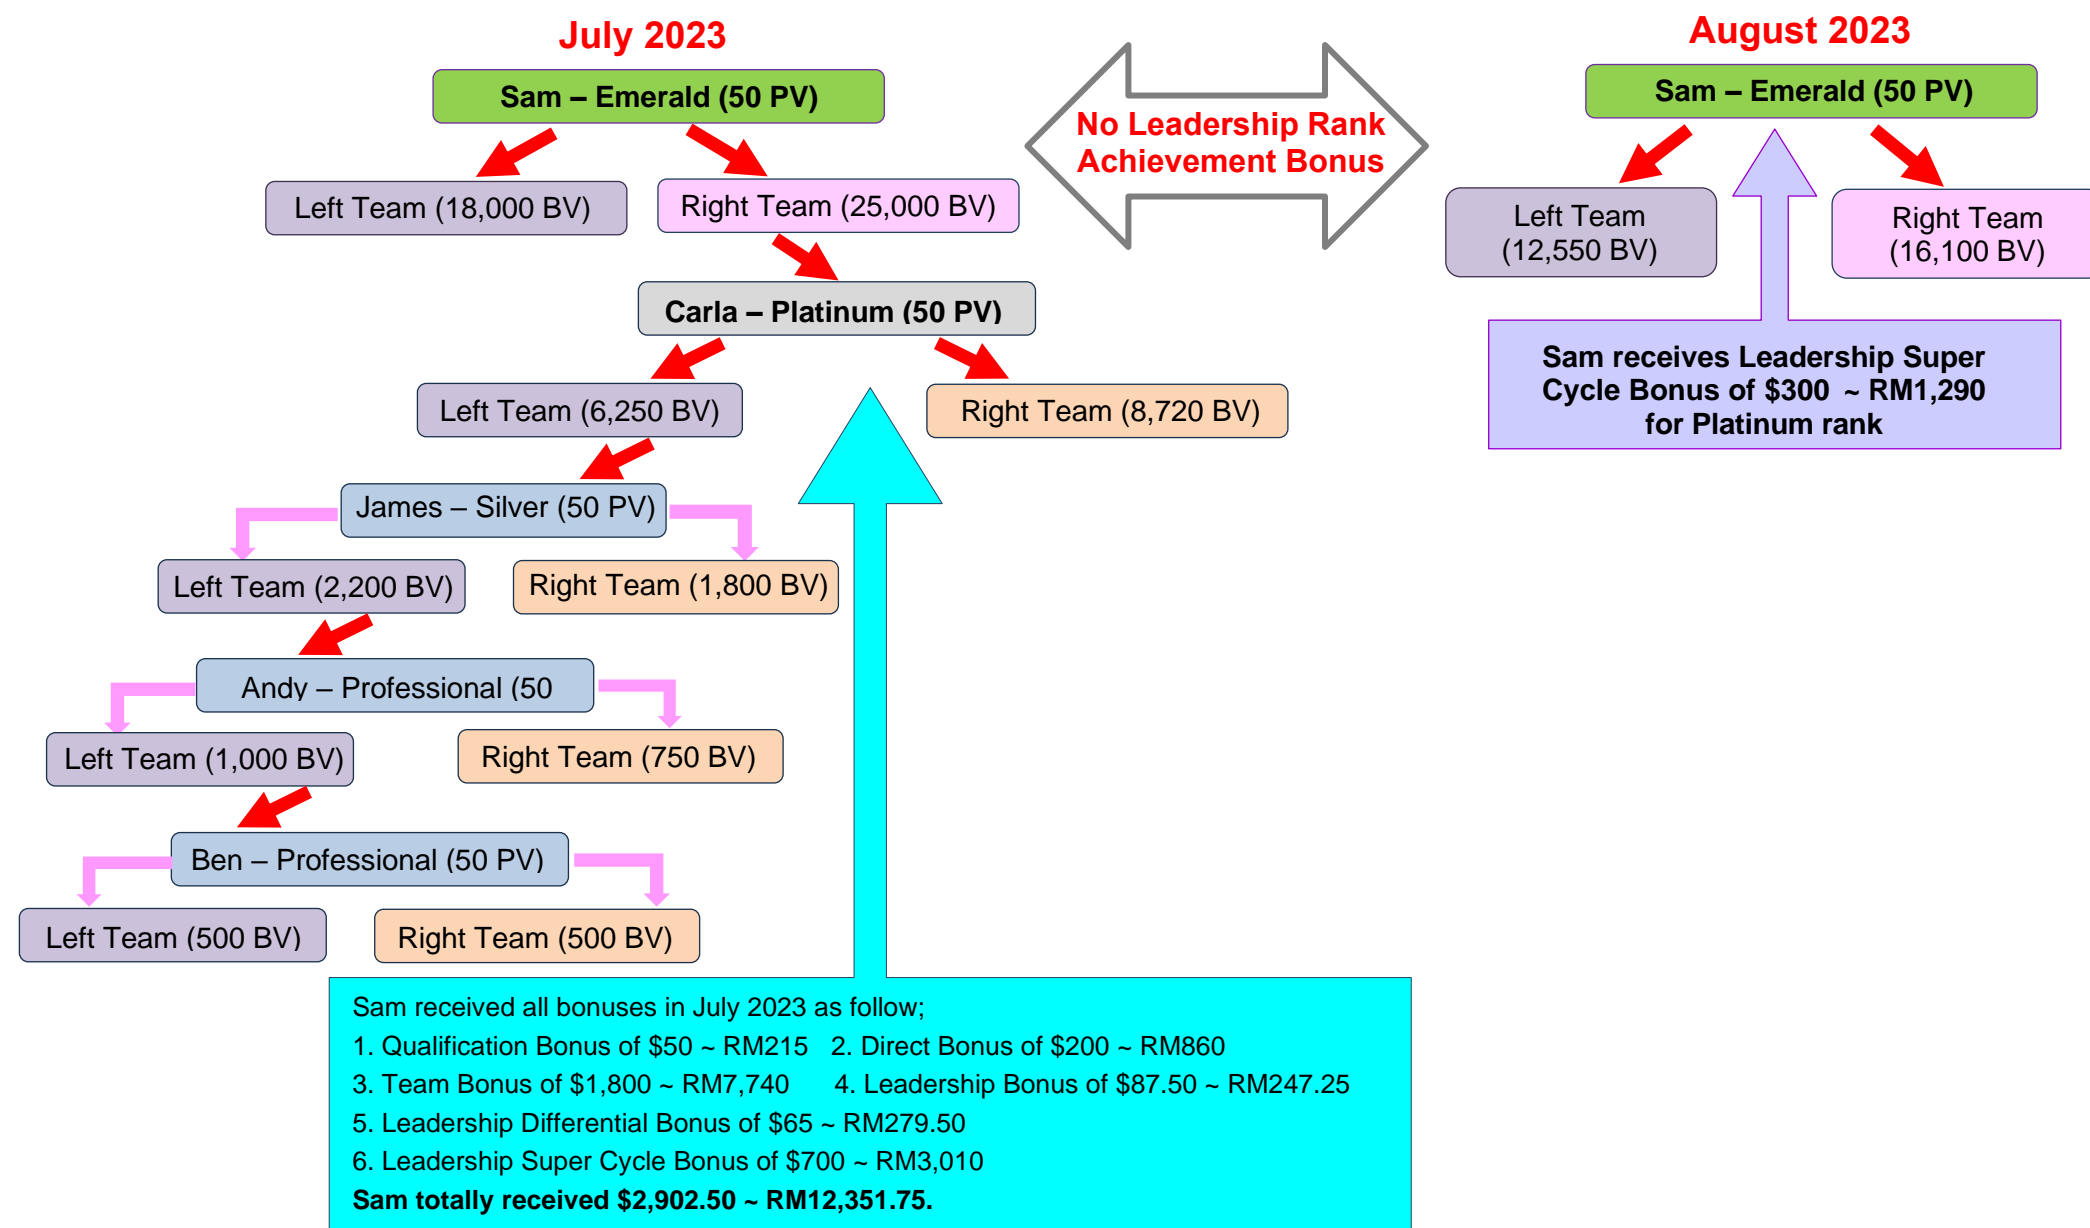 July 2023
August 2023
Sam – Emerald (50 PV)
Sam – Emerald (50 PV)
No Leadership Rank
Achievement Bonus
Left Team (18,000 BV)
Right Team (25,000 BV)
Left Team
(12,550 BV)
Right Team
(16,100 BV)
Carla – Platinum (50 PV)
Sam receives Leadership Super
Cycle Bonus of $300 ~ RM1,290
for Platinum rank
Left Team (6,250 BV)
Right Team (8,720 BV)
James – Silver (50 PV)
Left Team (2,200 BV)
Right Team (1,800 BV)
Andy – Professional (50
Left Team (1,000 BV)
Right Team (750 BV)
Ben – Professional (50 PV)
Left Team (500 BV)
Right Team (500 BV)
Sam received all bonuses in July 2023 as follow;
1. Qualification Bonus of $50 ~ RM215 2. Direct Bonus of $200 ~ RM860
3. Team Bonus of $1,800 ~ RM7,740 4. Leadership Bonus of $87.50 ~ RM247.25
5. Leadership Differential Bonus of $65 ~ RM279.50
6. Leadership Super Cycle Bonus of $700 ~ RM3,010
Sam totally received $2,902.50 ~ RM12,351.75.